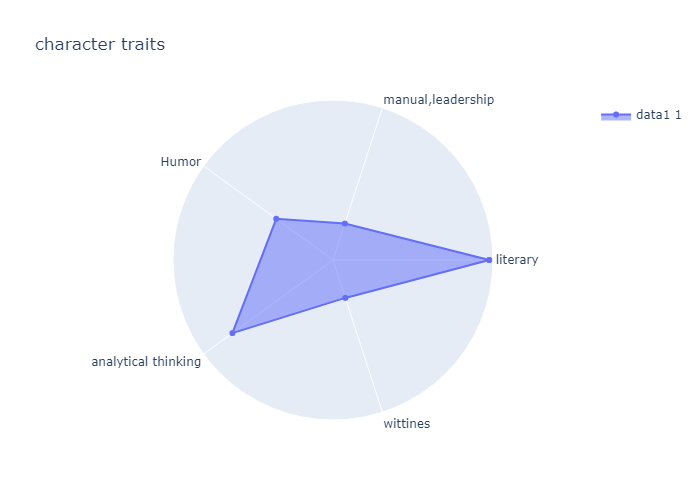 character traits
manual,leadership
data1 1
Humor
literary
analytical thinking
wittines